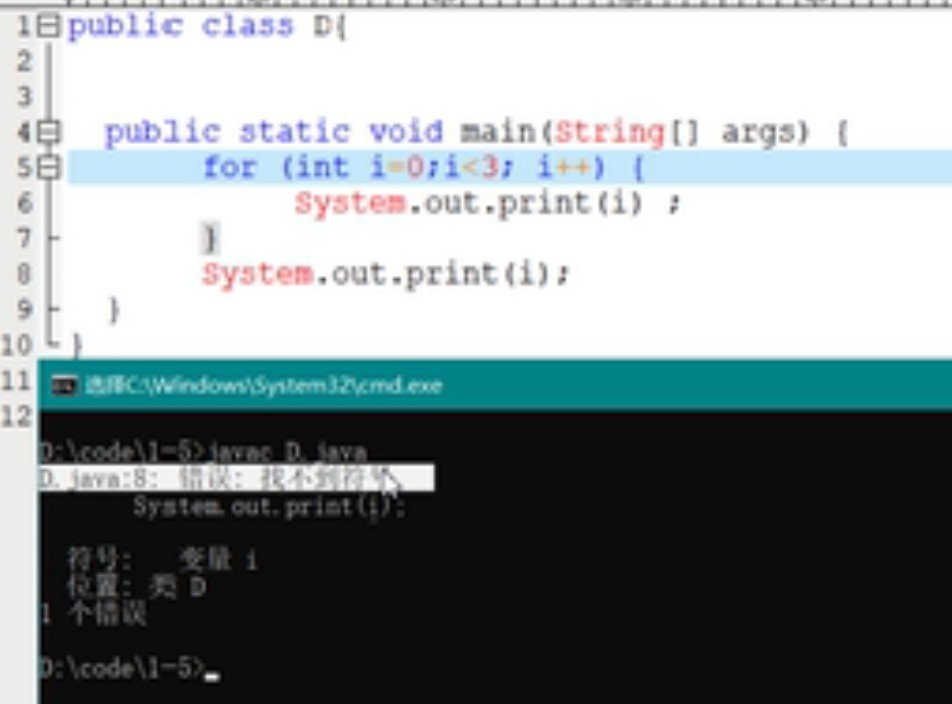 1 public class D{
2
3
4 public static void main(String[] args) {
5 for (int i=0;i<3; i++) {
6 System.out.print(i) ;
7 }
8 System.out.print(i);
9 }
10 }
11
12
选择C:\Windows\System32\cmd.exe
D:\code\1-5>javac D.java
D.java:8: 错误: 找不到符号
System.out.print(i);
符号: 变量 i
位置: 类 D
1 个错误
D:\code\1-5>